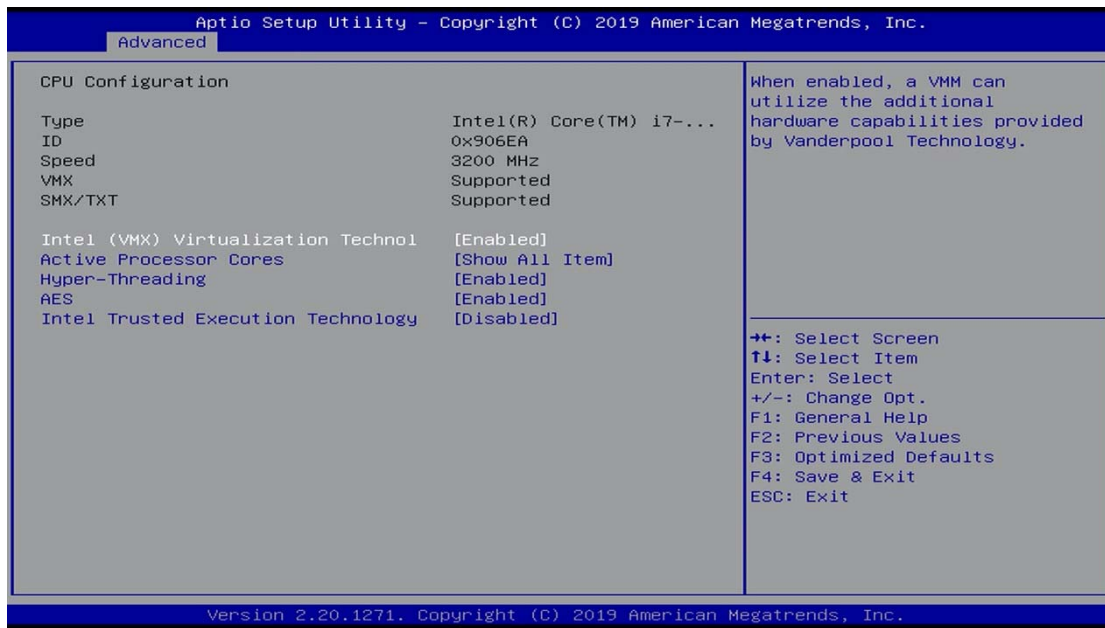 Aptio Setup Utility – Copyright (C) 2019 American Megatrends, Inc.
Advanced
CPU Configuration
Type Intel(R) Core(TM) i7-...
ID 0x906EA
Speed 3200 MHz
VMX Supported
SMX/TXT Supported
Intel (VMX) Virtualization Technol [Enabled]
Active Processor Cores [Show All Item]
Hyper-Threading [Enabled]
AES [Enabled]
Intel Trusted Execution Technology [Disabled]
When enabled, a VMM can
utilize the additional
hardware capabilities provided
by Vanderpool Technology.
→←: Select Screen
↑↓: Select Item
Enter: Select
+/-: Change Opt.
F1: General Help
F2: Previous Values
F3: Optimized Defaults
F4: Save & Exit
ESC: Exit
Version 2.20.1271. Copyright (C) 2019 American Megatrends, Inc.